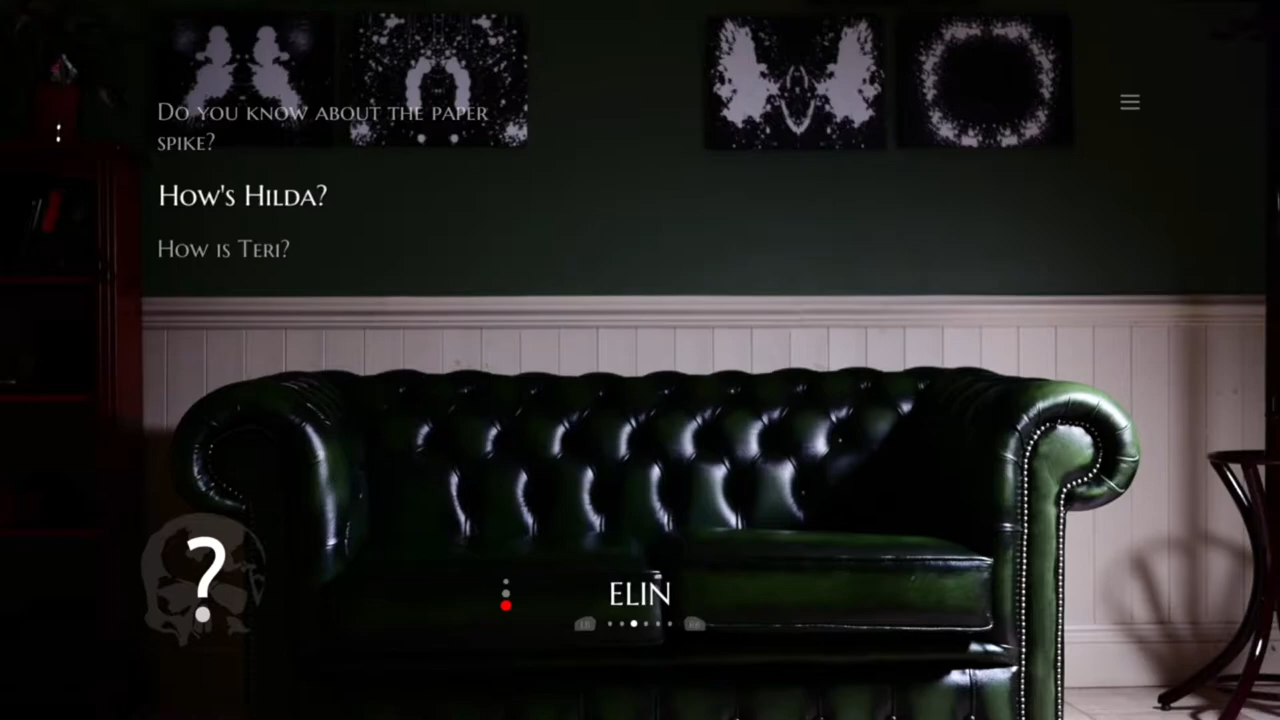 Do you know about the paper
spike?
How's Hilda?
How is Teri?
?
ELIN